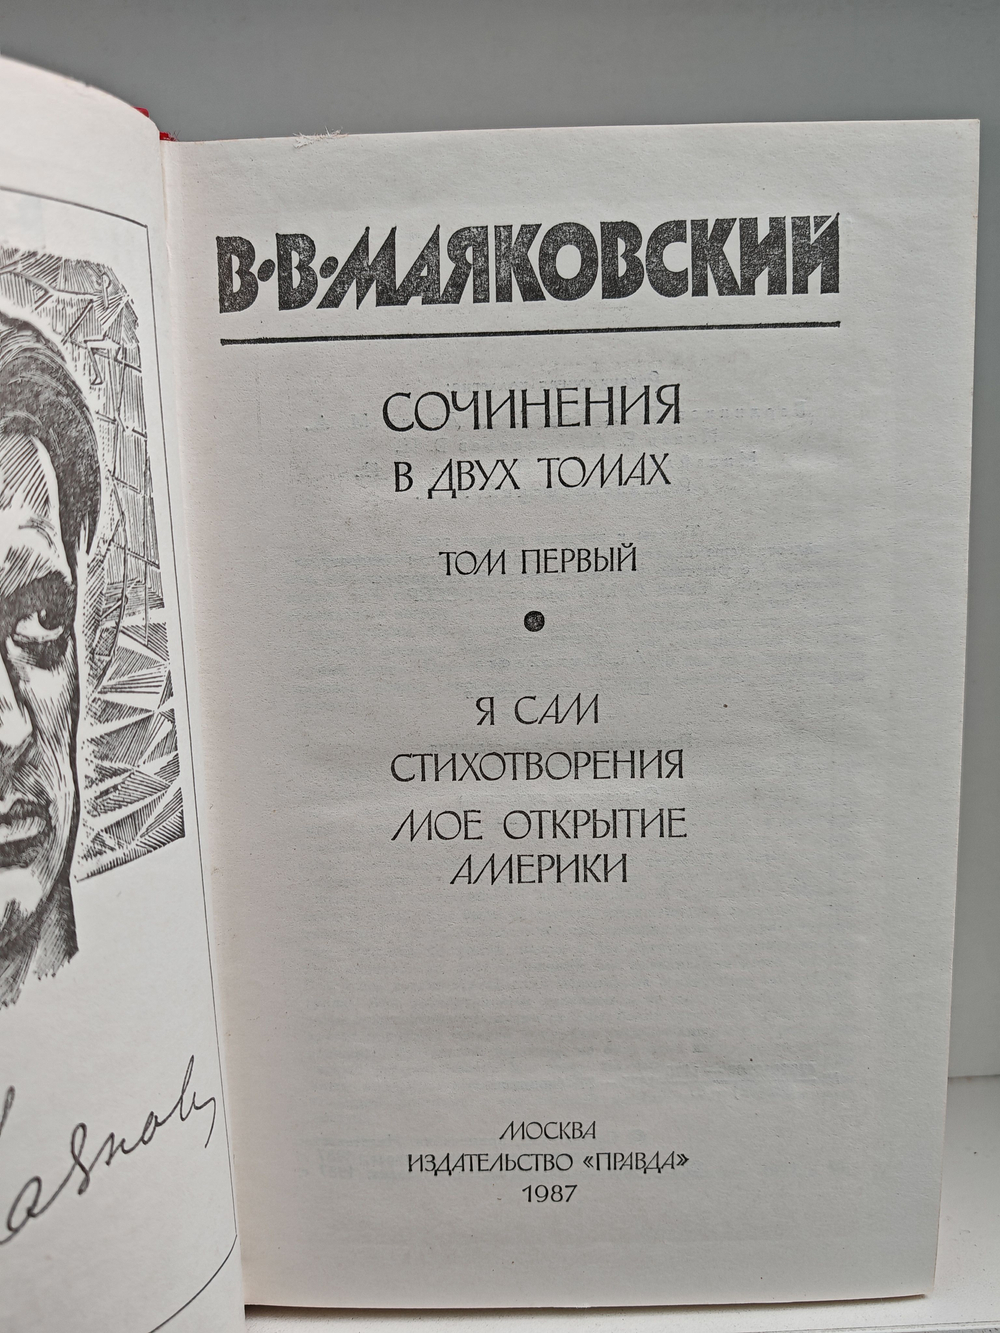 В·В·МАЯКОВСКИЙ
СОЧИНЕНИЯ
В ДВУХ ТОМАХ
ТОМ ПЕРВЫЙ
Я САМ
СТИХОТВОРЕНИЯ
МОЕ ОТКРЫТИЕ
АМЕРИКИ
МОСКВА
ИЗДАТЕЛЬСТВО «ПРАВДА»
1987